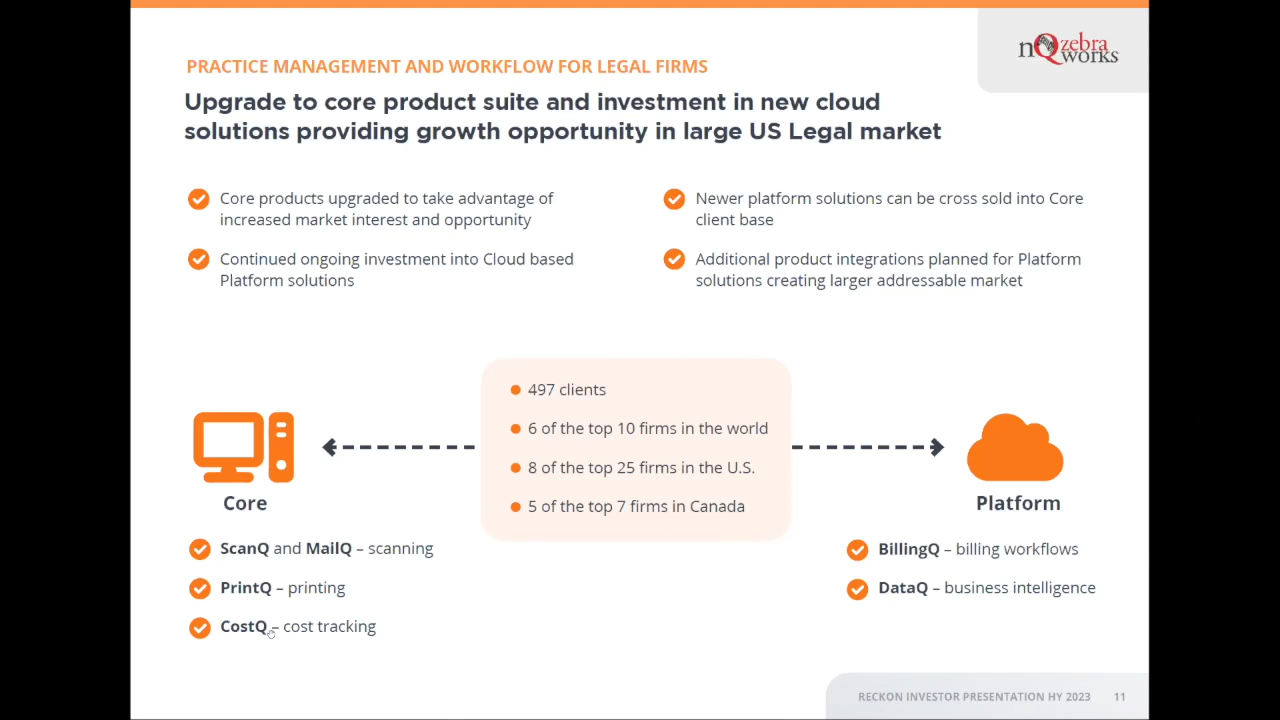 nQ zebra
works
PRACTICE MANAGEMENT AND WORKFLOW FOR LEGAL FIRMS
Upgrade to core product suite and investment in new cloud
solutions providing growth opportunity in large US Legal market
Core products upgraded to take advantage of
increased market interest and opportunity
Continued ongoing investment into Cloud based
Platform solutions
Newer platform solutions can be cross sold into Core
client base
Additional product integrations planned for Platform
solutions creating larger addressable market
497 clients
6 of the top 10 firms in the world
8 of the top 25 firms in the U.S.
5 of the top 7 firms in Canada
Core
ScanQ and MailQ – scanning
PrintQ – printing
CostQ – cost tracking
Platform
BillingQ – billing workflows
DataQ – business intelligence
RECKON INVESTOR PRESENTATION HY 2023 11